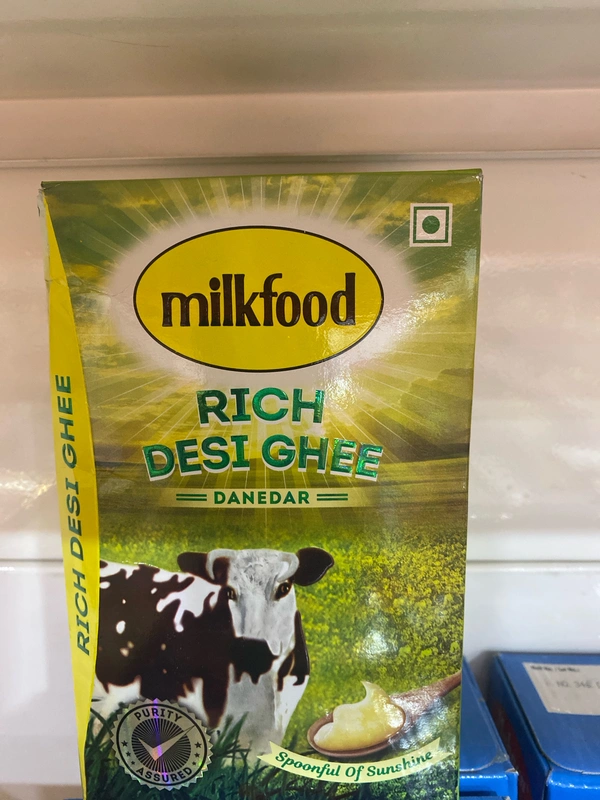 milkfood
RICH
DESI GHEE
DANEDAR
RICH DESI GHEE
PURITY
ASSURED
Spoonful Of Sunshine